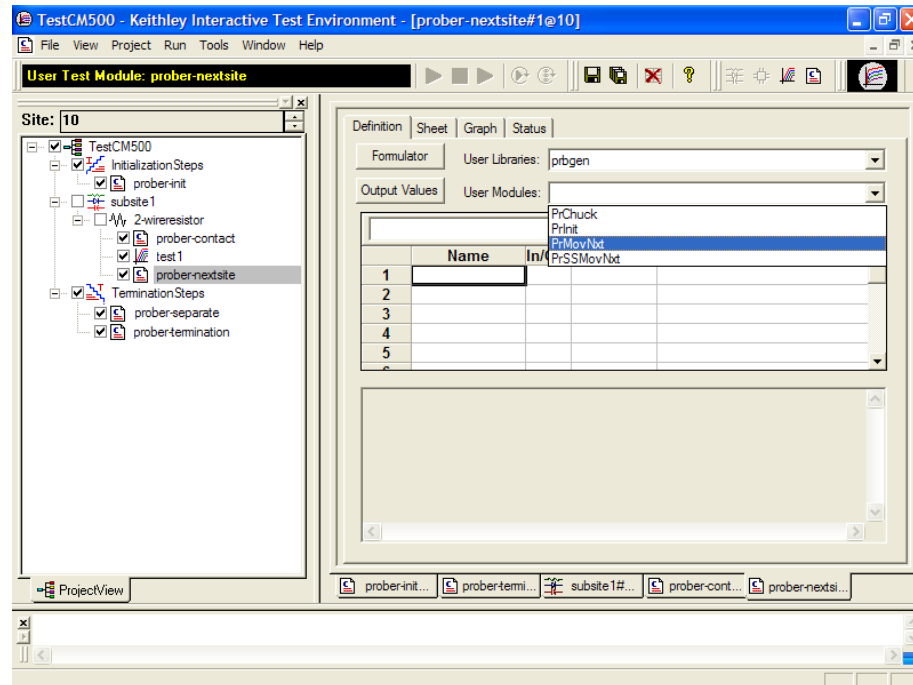 TestCM500 - Keithley Interactive Test Environment - [prober-nextsite#1@10]
File View Project Run Tools Window Help
User Test Module: prober-nextsite
Site: 10
TestCM500
InitializationSteps
prober-init
subsite1
2-wireresistor
prober-contact
test1
prober-nextsite
TerminationSteps
prober-separate
prober-termination
ProjectView
Definition Sheet Graph Status
Formulator User Libraries: prbgen
Output Values User Modules:
PrChuck
PrInit
PrMovNxt
PrSSMovNxt
Name In/
1
2
3
4
5
prober-init... prober-termi... subsite1#... prober-cont... prober-nextsi...